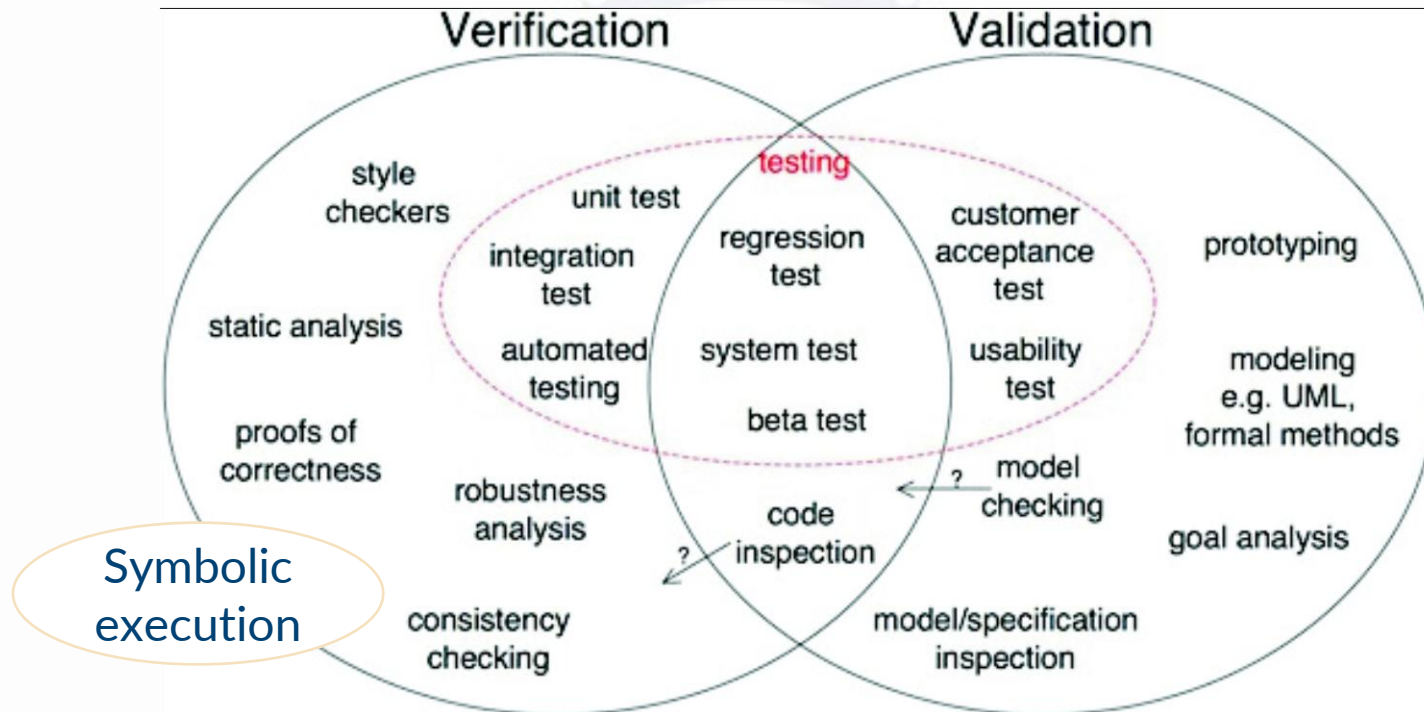 Verification
Validation
testing
style
checkers
unit test
integration
test
regression
test
customer
acceptance
test
prototyping
static analysis
automated
testing
system test
usability
test
modeling
e.g. UML,
formal methods
beta test
proofs of
correctness
robustness
analysis
code
inspection
?
model
checking
?
goal analysis
Symbolic
execution
consistency
checking
model/specification
inspection